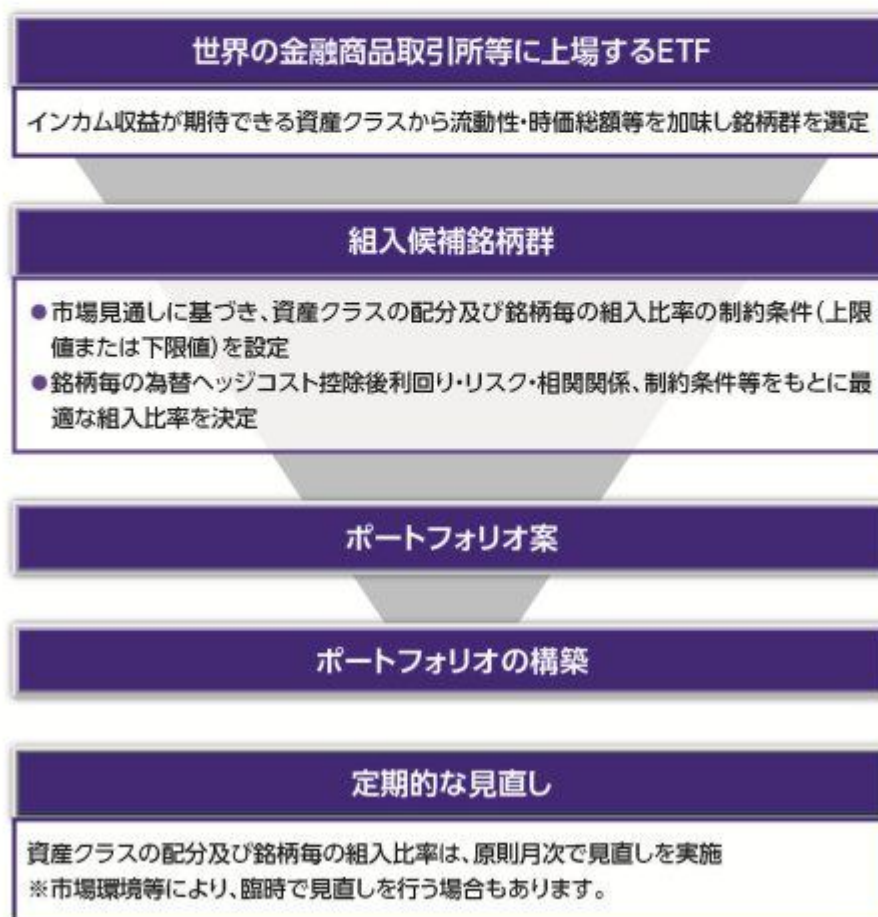 世界の金融商品取引所等に上場するETF
インカム収益が期待できる資産クラスから流動性・時価総額等を加味し銘柄群を選定
組入候補銘柄群
●市場見通しに基づき、資産クラスの配分及び銘柄毎の組入比率の制約条件(上限
値または下限値)を設定
●銘柄毎の為替ヘッジコスト控除後利回り・リスク・相関関係、制約条件等をもとに最
適な組入比率を決定
ポートフォリオ案
ポートフォリオの構築
定期的な見直し
資産クラスの配分及び銘柄毎の組入比率は、原則月次で見直しを実施
※市場環境等により、臨時で見直しを行う場合もあります。